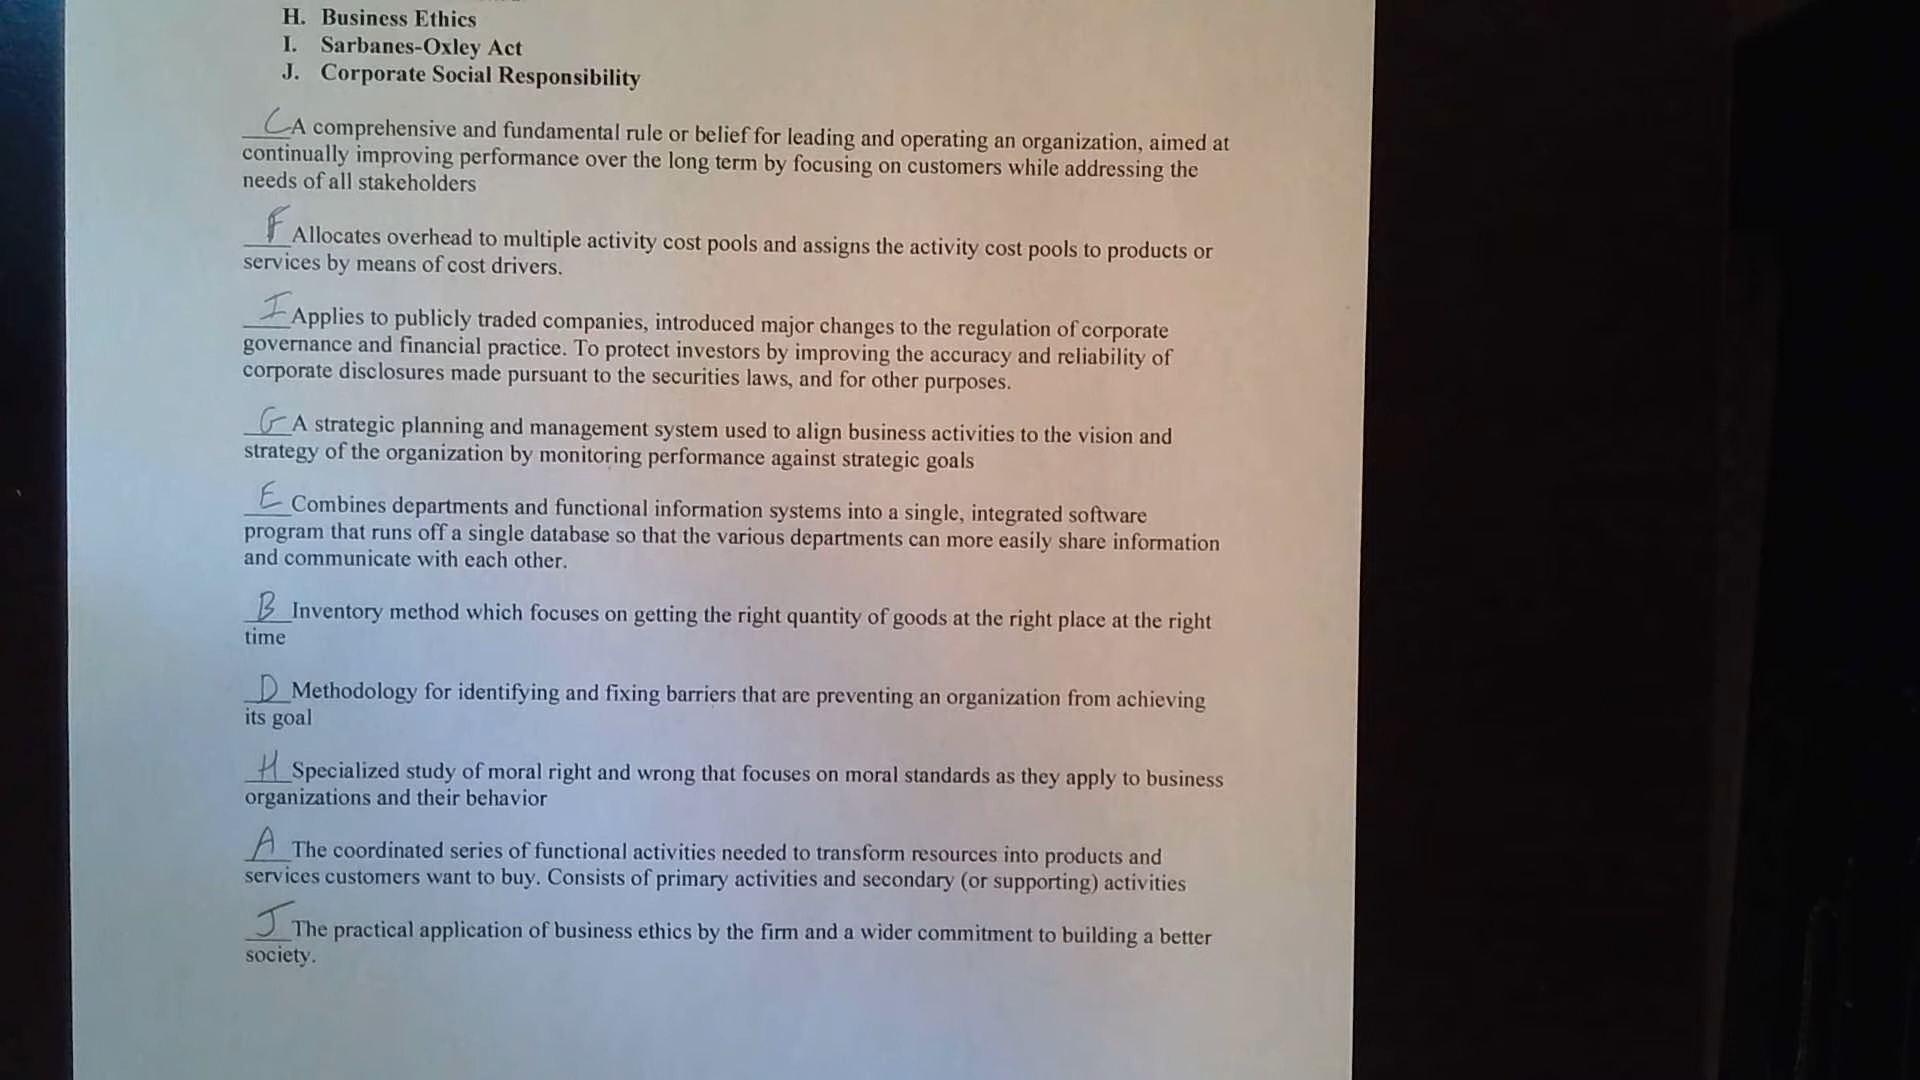 H. Business Ethics
I. Sarbanes-Oxley Act
J. Corporate Social Responsibility
C A comprehensive and fundamental rule or belief for leading and operating an organization, aimed at
continually improving performance over the long term by focusing on customers while addressing the
needs of all stakeholders
F Allocates overhead to multiple activity cost pools and assigns the activity cost pools to products or
services by means of cost drivers.
I Applies to publicly traded companies, introduced major changes to the regulation of corporate
governance and financial practice. To protect investors by improving the accuracy and reliability of
corporate disclosures made pursuant to the securities laws, and for other purposes.
G A strategic planning and management system used to align business activities to the vision and
strategy of the organization by monitoring performance against strategic goals
E Combines departments and functional information systems into a single, integrated software
program that runs off a single database so that the various departments can more easily share information
and communicate with each other.
B Inventory method which focuses on getting the right quantity of goods at the right place at the right
time
D Methodology for identifying and fixing barriers that are preventing an organization from achieving
its goal
H Specialized study of moral right and wrong that focuses on moral standards as they apply to business
organizations and their behavior
A The coordinated series of functional activities needed to transform resources into products and
services customers want to buy. Consists of primary activities and secondary (or supporting) activities
J The practical application of business ethics by the firm and a wider commitment to building a better
society.